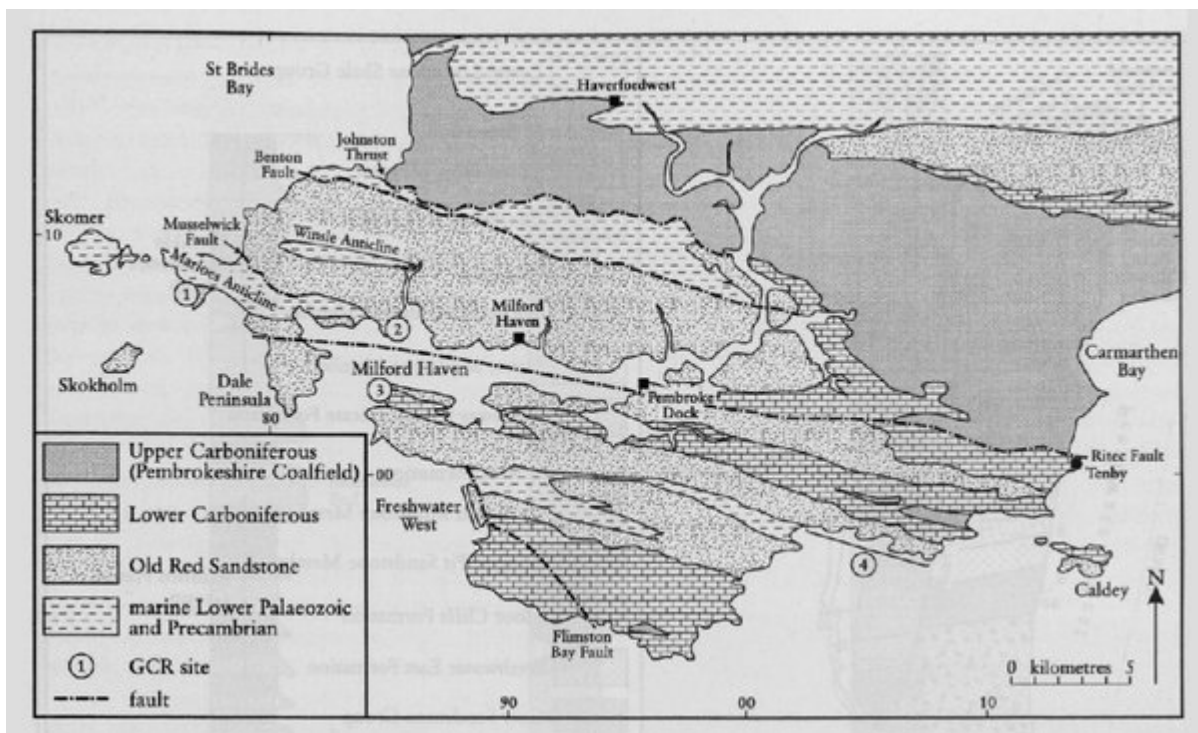 St Brides
Bay
Haverfordwest
Johnston
Thrust
Benton
Fault
Skomer
10
Musselwick
Fault
Winsle Anticline
Marloes Anticline
1
2
Milford
Haven
Skokholm
Dale
Peninsula
80
Milford Haven
3
Pembroke
Dock
Carmarthen
Bay
Ritec Fault
Tenby
00
Freshwater
West
4
Caldey
Flimston
Bay Fault
N
0 kilometres 5
90
00
10
Upper Carboniferous
(Pembrokeshire Coalfield)
Lower Carboniferous
Old Red Sandstone
marine Lower Palaeozoic
and Precambrian
1 GCR site
fault